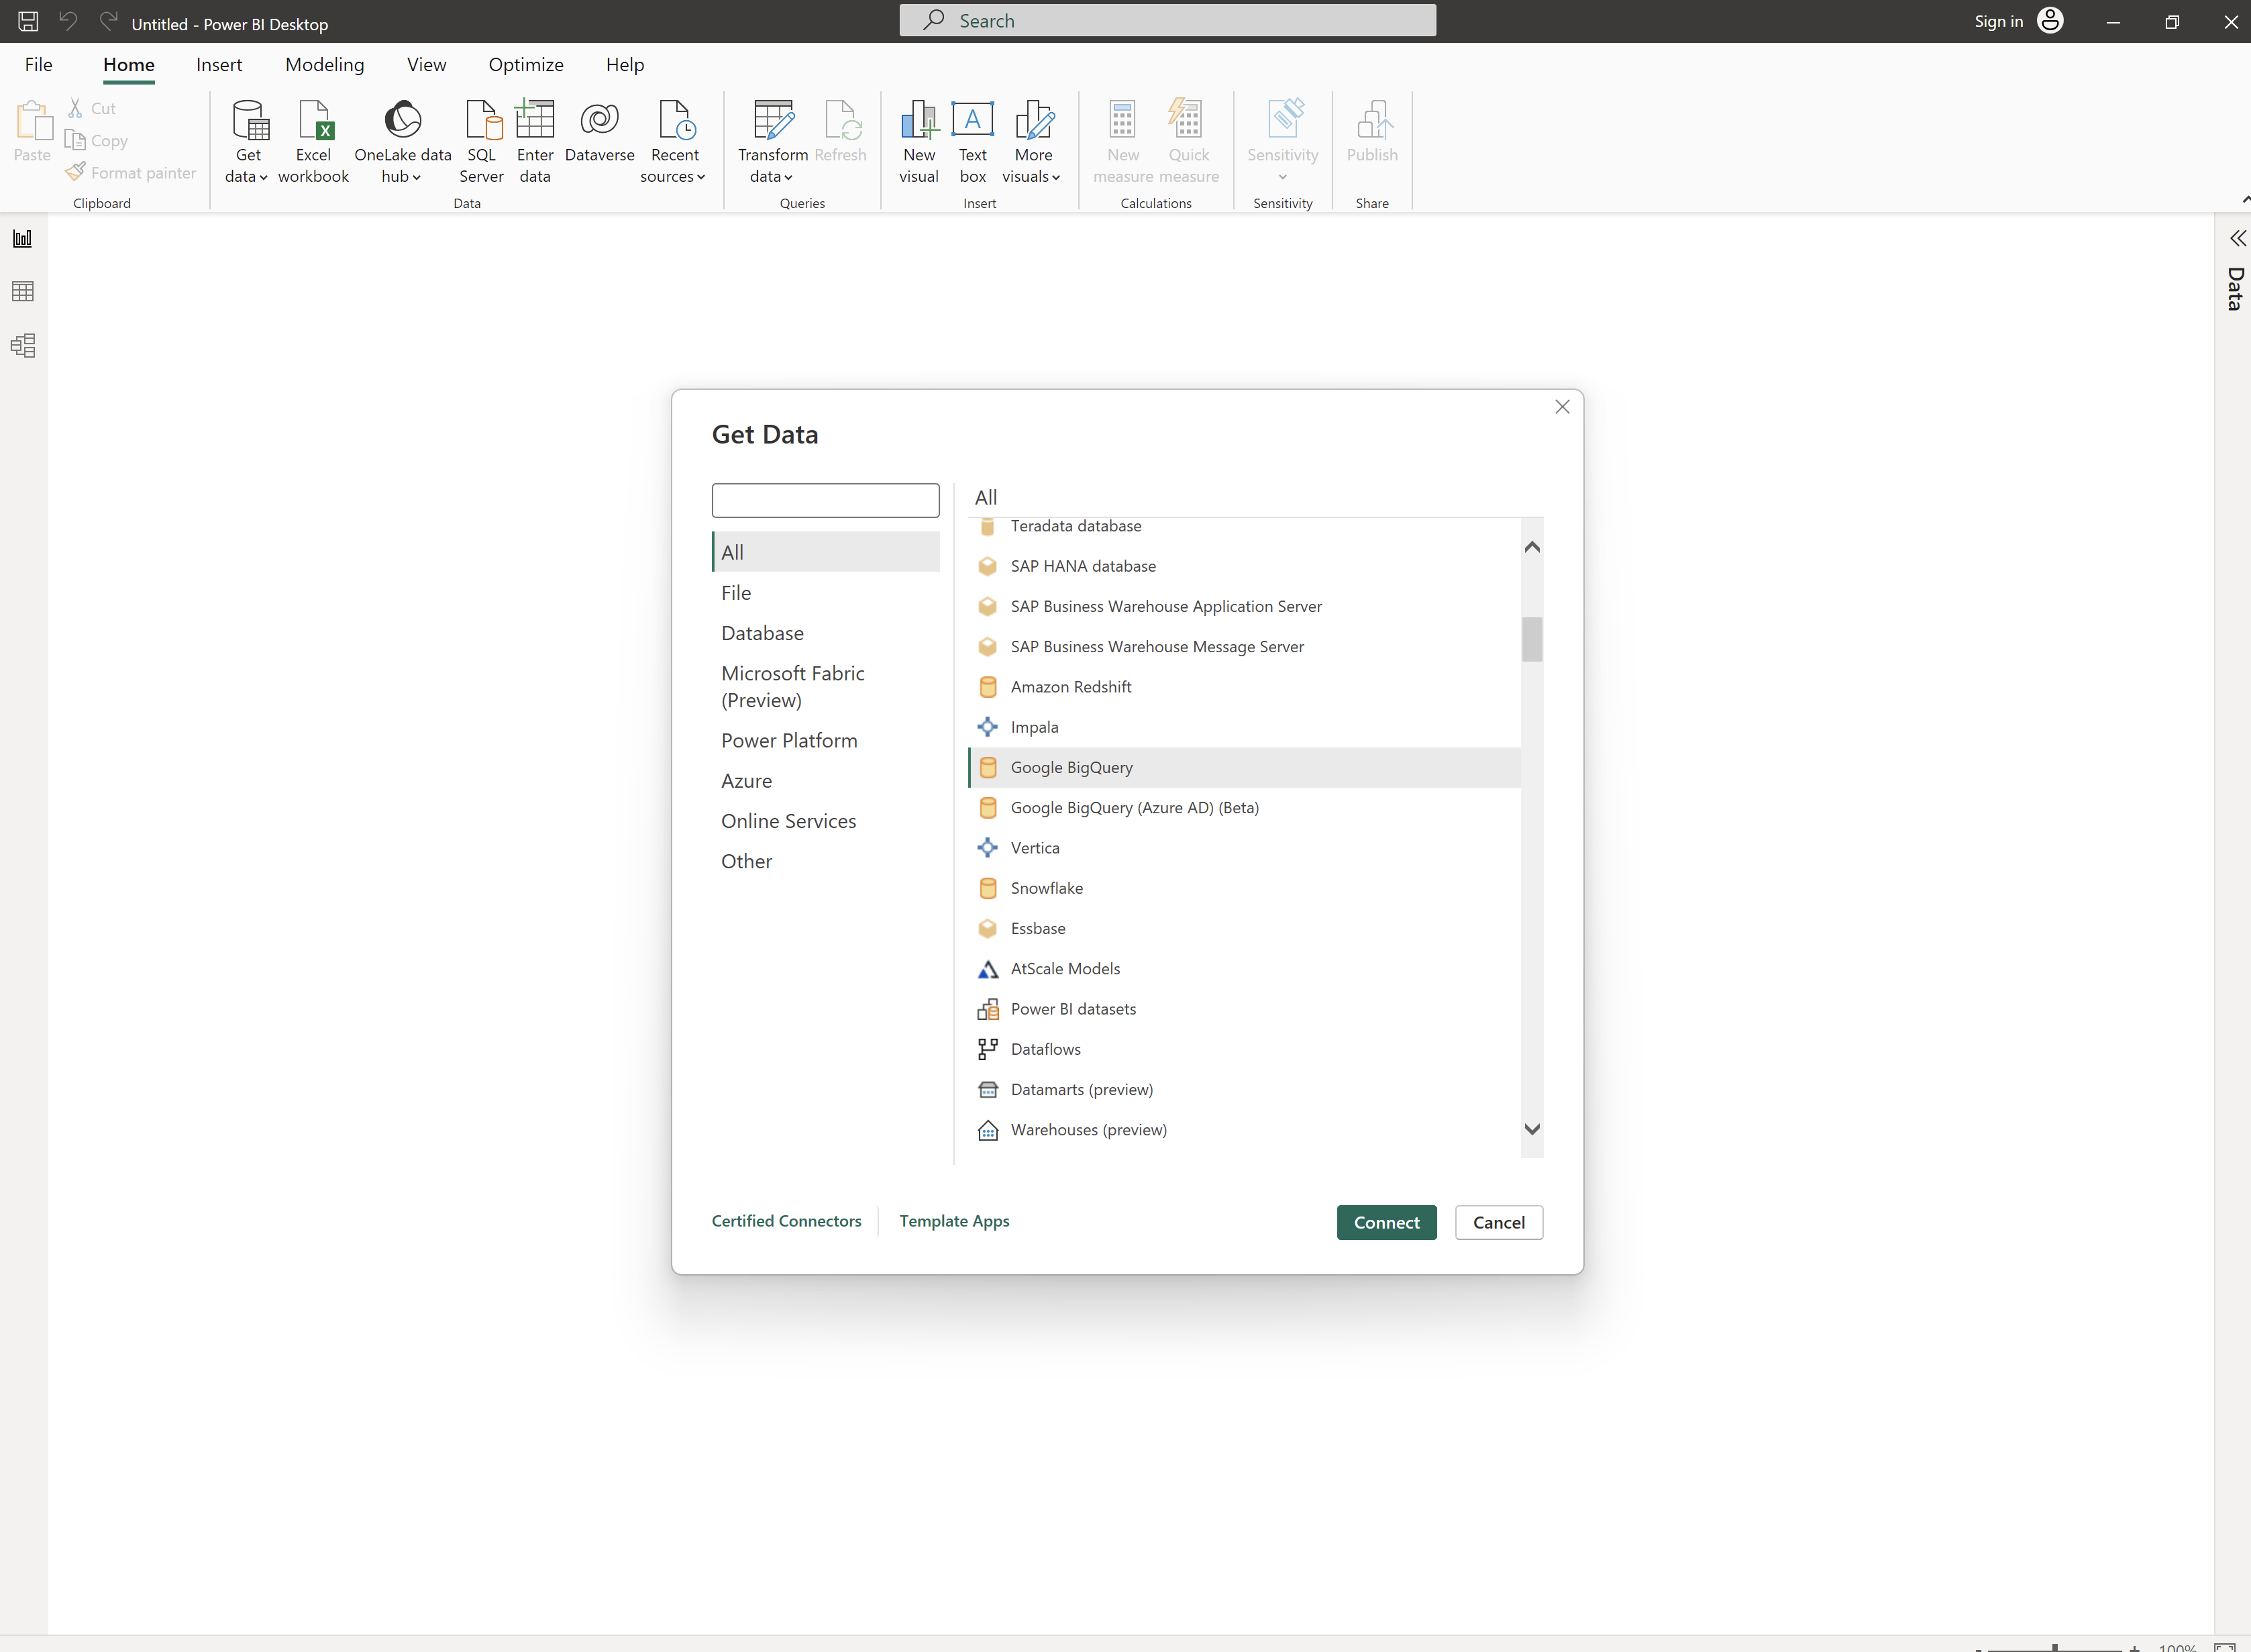 Untitled - Power BI Desktop
Search
Sign in
File Home Insert Modeling View Optimize Help
Paste
Cut
Copy
Format painter
Clipboard
Get data
Excel workbook
OneLake data hub
SQL Server
Enter data
Dataverse
Recent sources
Data
Transform data
Refresh
Queries
New visual
A
Text box
More visuals
Insert
New measure
Quick measure
Calculations
Sensitivity
Sensitivity
Publish
Share
Data
Get Data
All
File
Database
Microsoft Fabric
(Preview)
Power Platform
Azure
Online Services
Other
All
Teradata database
SAP HANA database
SAP Business Warehouse Application Server
SAP Business Warehouse Message Server
Amazon Redshift
Impala
Google BigQuery
Google BigQuery (Azure AD) (Beta)
Vertica
Snowflake
Essbase
AtScale Models
Power BI datasets
Dataflows
Datamarts (preview)
Warehouses (preview)
Certified Connectors
Template Apps
Connect
Cancel
100%